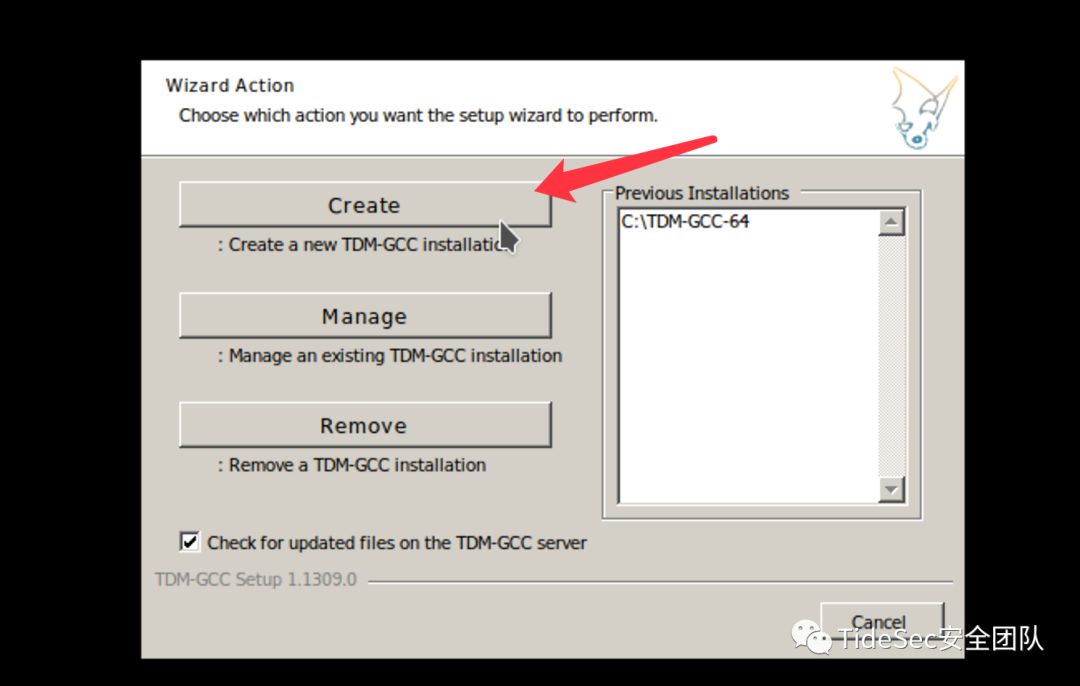 Wizard Action
Choose which action you want the setup wizard to perform.
Create
: Create a new TDM-GCC installation
Manage
: Manage an existing TDM-GCC installation
Remove
: Remove a TDM-GCC installation
Previous Installations
C:\TDM-GCC-64
Check for updated files on the TDM-GCC server
TDM-GCC Setup 1.1309.0
Cancel
TideSec安全团队